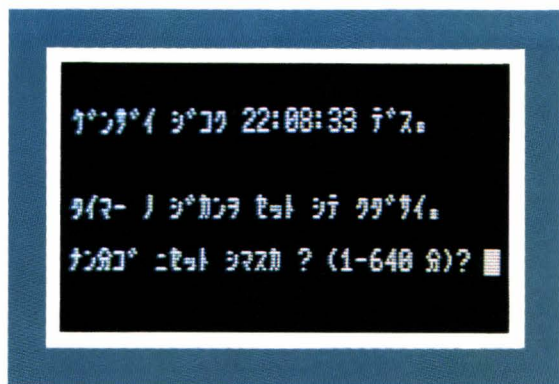 ｹﾞﾝｻﾞｲ ｼﾞｺｸ 22:08:33 ﾃﾞｽ｡
ﾀｲﾏｰ ﾉ ｼﾞｶﾝｦ ｾｯﾄ ｼﾃ ｸﾀﾞｻｲ｡
ﾅﾝ分ｺﾞ ﾆｾｯﾄ ｼﾏｽｶ ? (1-640 分)?